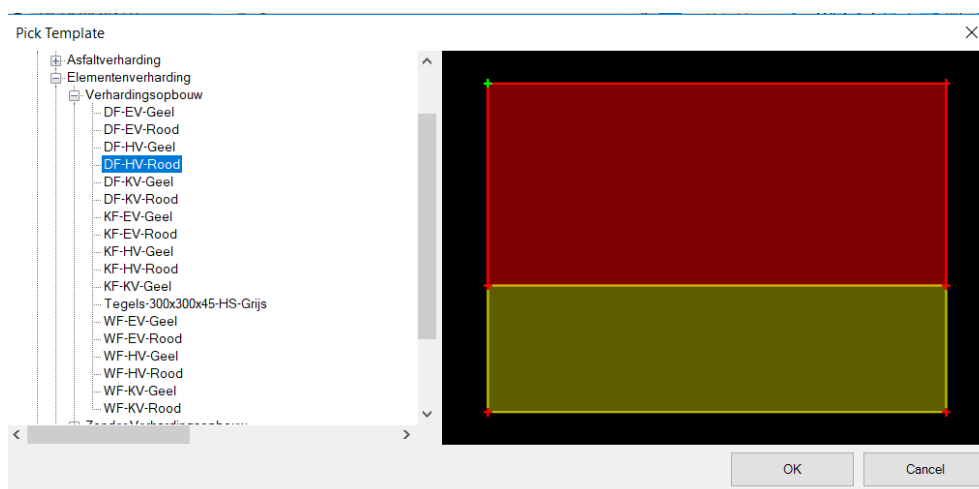 Pick Template
Asfaltverharding
Elementenverharding
Verhardingsopbouw
DF-EV-Geel
DF-EV-Rood
DF-HV-Geel
DF-HV-Rood
DF-KV-Geel
DF-KV-Rood
KF-EV-Geel
KF-EV-Rood
KF-HV-Geel
KF-HV-Rood
KF-KV-Geel
Tegels-300x300x45-HS-Grijs
WF-EV-Geel
WF-EV-Rood
WF-HV-Geel
WF-HV-Rood
WF-KV-Geel
WF-KV-Rood
OK
Cancel